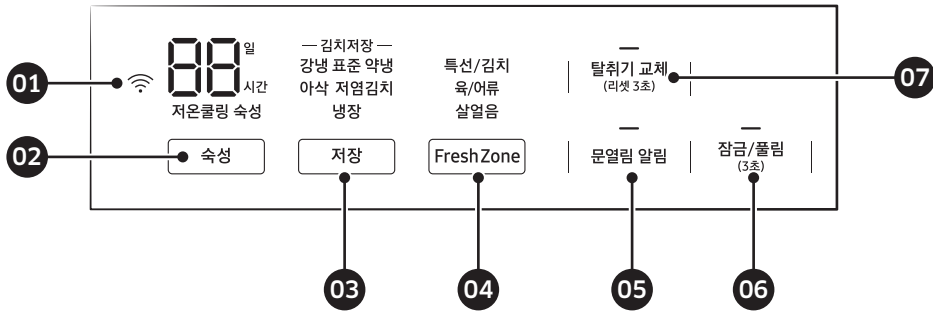 01
88 일
시간
저온쿨링 숙성
김치저장
강냉 표준 약냉
아삭 저염김치
냉장
특선/김치
육/어류
살얼음
탈취기 교체
(리셋 3초)
07
02
숙성
저장
FreshZone
문열림 알림
잠금/풀림
(3초)
03
04
05
06